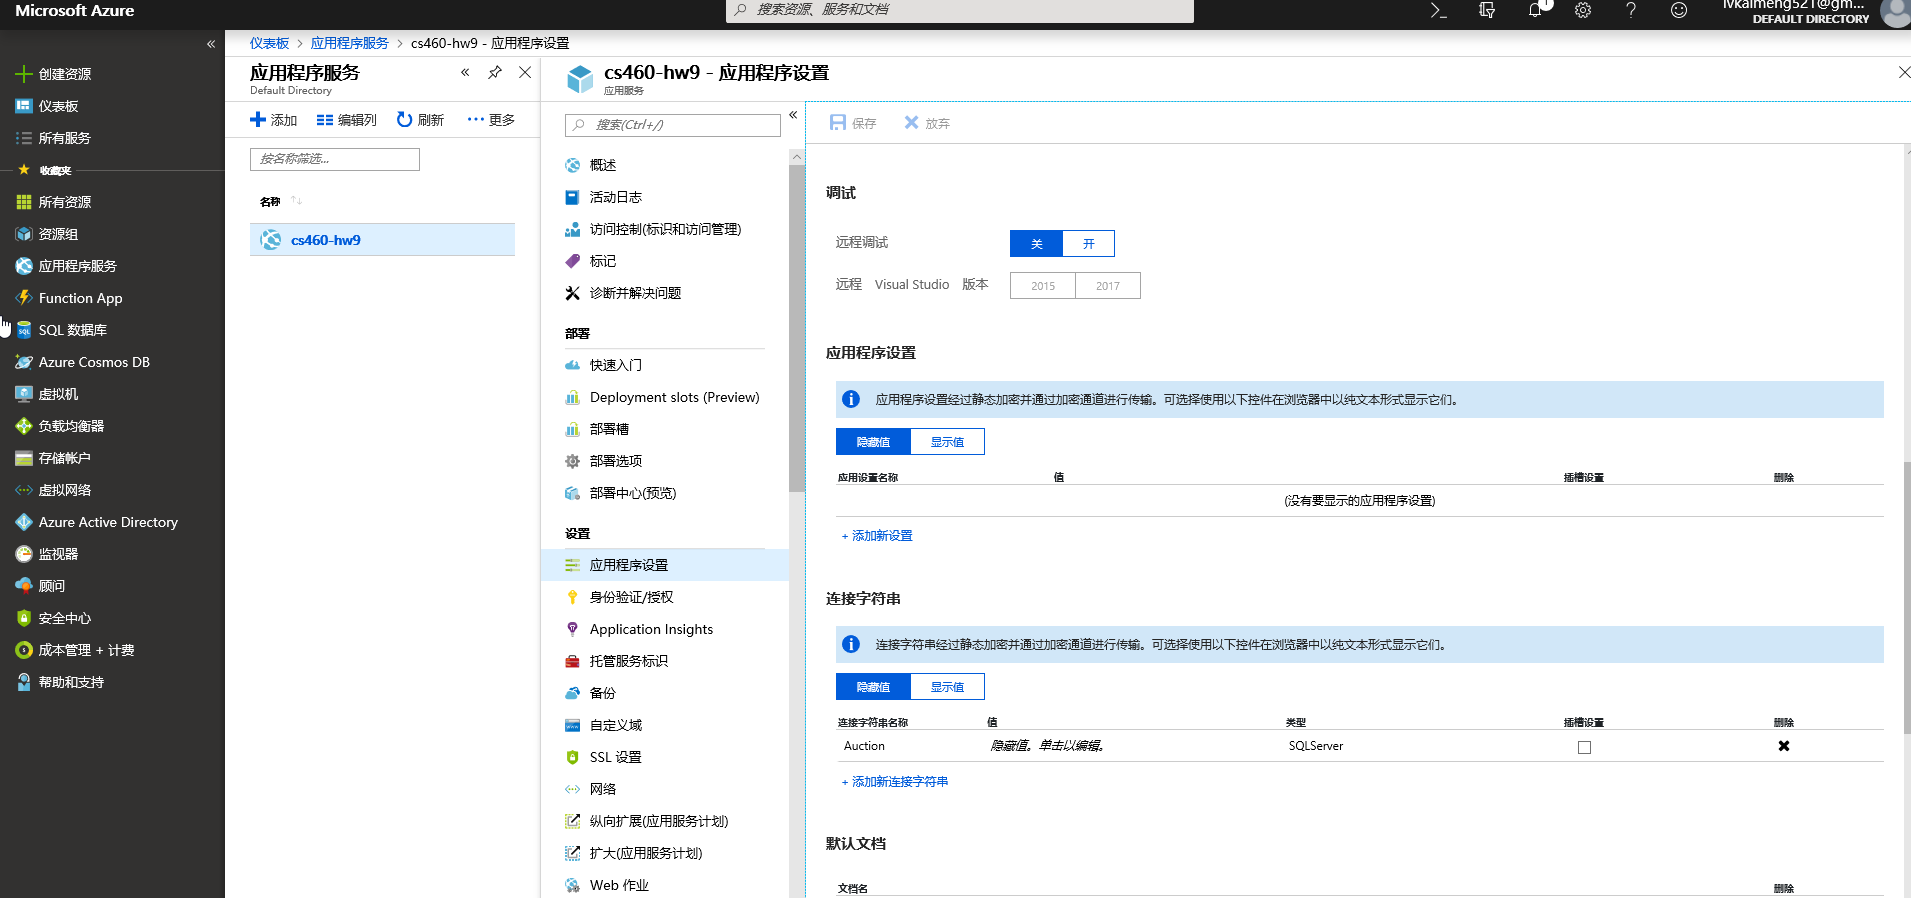 Microsoft Azure
搜索资源、服务和文档
1
lvkaimeng521@gm...
DEFAULT DIRECTORY
创建资源
仪表板
所有服务
收藏夹
所有资源
资源组
应用程序服务
Function App
SQL 数据库
Azure Cosmos DB
虚拟机
负载均衡器
存储帐户
虚拟网络
Azure Active Directory
监视器
顾问
安全中心
成本管理 + 计费
帮助和支持
仪表板 > 应用程序服务 > cs460-hw9 - 应用程序设置
应用程序服务
Default Directory
添加 编辑列 刷新 ··· 更多
按名称筛选...
名称
cs460-hw9
cs460-hw9 - 应用程序设置
应用服务
搜索(Ctrl+/)
概述
活动日志
访问控制(标识和访问管理)
标记
诊断并解决问题
部署
快速入门
Deployment slots (Preview)
部署槽
部署选项
部署中心(预览)
设置
应用程序设置
身份验证/授权
Application Insights
托管服务标识
备份
自定义域
SSL 设置
网络
纵向扩展(应用服务计划)
扩大(应用服务计划)
Web 作业
保存 放弃
调试
远程调试 关 开
远程 Visual Studio 版本 2015 2017
应用程序设置
应用程序设置经过静态加密并通过加密通道进行传输。可选择使用以下控件在浏览器中以纯文本形式显示它们。
隐藏值 显示值
应用设置名称 值 插槽设置 删除
(没有要显示的应用程序设置)
+ 添加新设置
连接字符串
连接字符串经过静态加密并通过加密通道进行传输。可选择使用以下控件在浏览器中以纯文本形式显示它们。
隐藏值 显示值
连接字符串名称 值 类型 插槽设置 删除
Auction 隐藏值。单击以编辑。 SQLServer
+ 添加新连接字符串
默认文档
文档名 删除